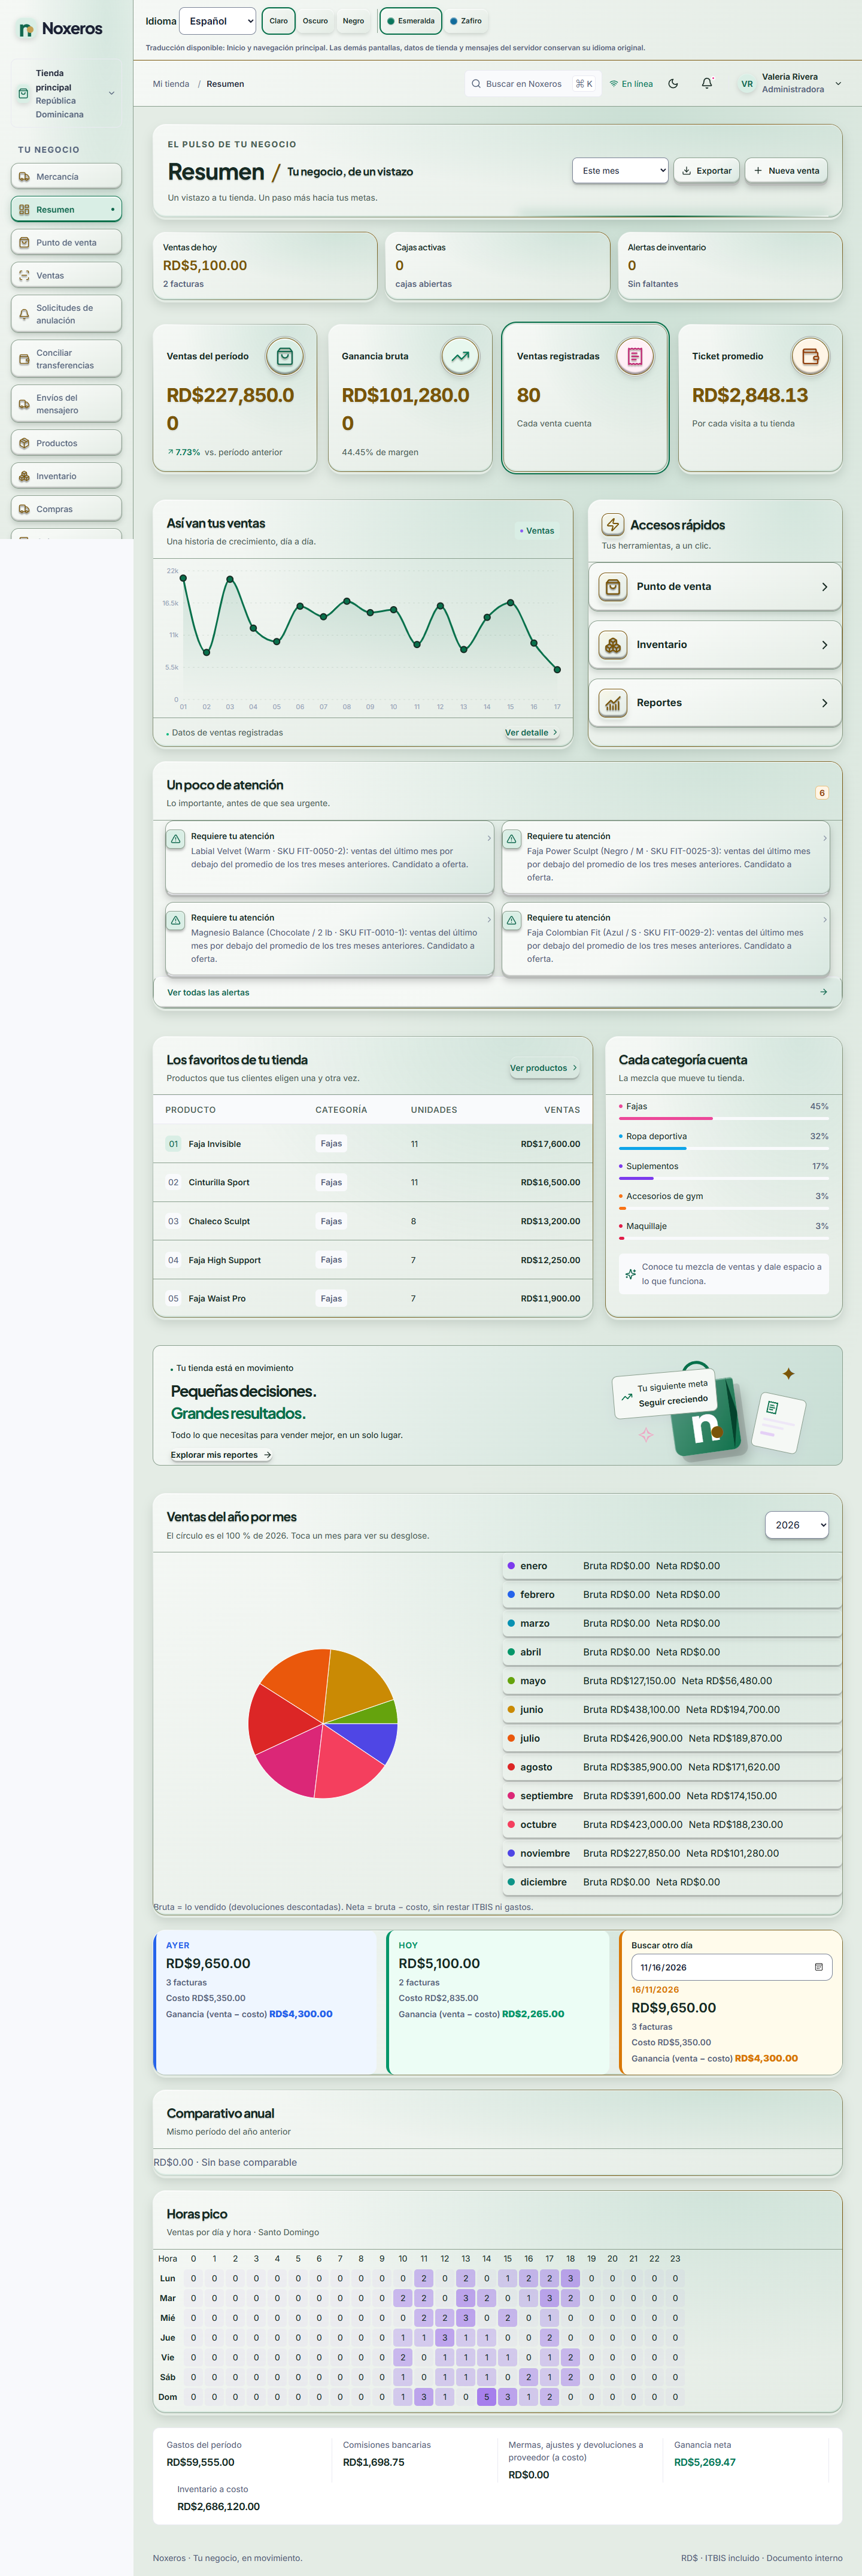 Noxeros
Tienda principal
República Dominicana
TU NEGOCIO
Mercancía
Resumen
Punto de venta
Ventas
Solicitudes de anulación
Conciliar transferencias
Envíos del mensajero
Productos
Inventario
Compras
Idioma Español Claro Oscuro Negro Esmeralda Zafiro
Traducción disponible: Inicio y navegación principal. Las demás pantallas, datos de tienda y mensajes del servidor conservan su idioma original.
Mi tienda / Resumen
Buscar en Noxeros ⌘ K
En línea
VR Valeria Rivera
Administradora
EL PULSO DE TU NEGOCIO
Resumen / Tu negocio, de un vistazo
Un vistazo a tu tienda. Un paso más hacia tus metas.
Este mes Exportar Nueva venta
Ventas de hoy
RD$5,100.00
2 facturas
Cajas activas
0
cajas abiertas
Alertas de inventario
0
Sin faltantes
Ventas del período
RD$227,850.0
0
7.73% vs. período anterior
Ganancia bruta
RD$101,280.0
0
44.45% de margen
Ventas registradas
80
Cada venta cuenta
Ticket promedio
RD$2,848.13
Por cada visita a tu tienda
Así van tus ventas
Una historia de crecimiento, día a día.
Ventas
22k
16.5k
11k
5.5k
0
01 02 03 04 05 06 07 08 09 10 11 12 13 14 15 16 17
Datos de ventas registradas
Ver detalle
Accesos rápidos
Tus herramientas, a un clic.
Punto de venta
Inventario
Reportes
Un poco de atención
Lo importante, antes de que sea urgente.
6
Requiere tu atención
Labial Velvet (Warm · SKU FIT-0050-2): ventas del último mes por
debajo del promedio de los tres meses anteriores. Candidato a oferta.
Requiere tu atención
Faja Power Sculpt (Negro / M · SKU FIT-0025-3): ventas del último mes
por debajo del promedio de los tres meses anteriores. Candidato a
oferta.
Requiere tu atención
Magnesio Balance (Chocolate / 2 lb · SKU FIT-0010-1): ventas del último
mes por debajo del promedio de los tres meses anteriores. Candidato a
oferta.
Requiere tu atención
Faja Colombian Fit (Azul / S · SKU FIT-0029-2): ventas del último mes
por debajo del promedio de los tres meses anteriores. Candidato a
oferta.
Ver todas las alertas
Los favoritos de tu tienda
Productos que tus clientes eligen una y otra vez.
Ver productos
PRODUCTO CATEGORÍA UNIDADES VENTAS
01 Faja Invisible Fajas 11 RD$17,600.00
02 Cinturilla Sport Fajas 11 RD$16,500.00
03 Chaleco Sculpt Fajas 8 RD$13,200.00
04 Faja High Support Fajas 7 RD$12,250.00
05 Faja Waist Pro Fajas 7 RD$11,900.00
Cada categoría cuenta
La mezcla que mueve tu tienda.
Fajas 45%
Ropa deportiva 32%
Suplementos 17%
Accesorios de gym 3%
Maquillaje 3%
Conoce tu mezcla de ventas y dale espacio a
lo que funciona.
Tu tienda está en movimiento
Pequeñas decisiones.
Grandes resultados.
Todo lo que necesitas para vender mejor, en un solo lugar.
Explorar mis reportes
Tu siguiente meta
Seguir creciendo
n
Ventas del año por mes
El círculo es el 100 % de 2026. Toca un mes para ver su desglose.
2026
enero Bruta RD$0.00 Neta RD$0.00
febrero Bruta RD$0.00 Neta RD$0.00
marzo Bruta RD$0.00 Neta RD$0.00
abril Bruta RD$0.00 Neta RD$0.00
mayo Bruta RD$127,150.00 Neta RD$56,480.00
junio Bruta RD$438,100.00 Neta RD$194,700.00
julio Bruta RD$426,900.00 Neta RD$189,870.00
agosto Bruta RD$385,900.00 Neta RD$171,620.00
septiembre Bruta RD$391,600.00 Neta RD$174,150.00
octubre Bruta RD$423,000.00 Neta RD$188,230.00
noviembre Bruta RD$227,850.00 Neta RD$101,280.00
diciembre Bruta RD$0.00 Neta RD$0.00
Bruta = lo vendido (devoluciones descontadas). Neta = bruta − costo, sin restar ITBIS ni gastos.
AYER
RD$9,650.00
3 facturas
Costo RD$5,350.00
Ganancia (venta − costo) RD$4,300.00
HOY
RD$5,100.00
2 facturas
Costo RD$2,835.00
Ganancia (venta − costo) RD$2,265.00
Buscar otro día
11/16/2026
16/11/2026
RD$9,650.00
3 facturas
Costo RD$5,350.00
Ganancia (venta − costo) RD$4,300.00
Comparativo anual
Mismo período del año anterior
RD$0.00 · Sin base comparable
Horas pico
Ventas por día y hora · Santo Domingo
Hora 0 1 2 3 4 5 6 7 8 9 10 11 12 13 14 15 16 17 18 19 20 21 22 23
Lun 0 0 0 0 0 0 0 0 0 0 0 2 0 2 0 1 2 2 3 0 0 0 0 0
Mar 0 0 0 0 0 0 0 0 0 0 2 2 0 3 2 0 1 3 2 0 0 0 0 0
Mié 0 0 0 0 0 0 0 0 0 0 0 2 2 3 0 2 0 1 0 0 0 0 0 0
Jue 0 0 0 0 0 0 0 0 0 0 1 1 3 1 1 0 0 2 0 0 0 0 0 0
Vie 0 0 0 0 0 0 0 0 0 0 2 0 1 1 1 1 0 1 2 0 0 0 0 0
Sáb 0 0 0 0 0 0 0 0 0 0 1 0 1 1 1 0 2 1 2 0 0 0 0 0
Dom 0 0 0 0 0 0 0 0 0 0 1 3 1 0 5 3 1 2 0 0 0 0 0 0
Gastos del período
RD$59,555.00
Comisiones bancarias
RD$1,698.75
Mermas, ajustes y devoluciones a
proveedor (a costo)
RD$0.00
Ganancia neta
RD$5,269.47
Inventario a costo
RD$2,686,120.00
Noxeros · Tu negocio, en movimiento.
RD$ · ITBIS incluido · Documento interno